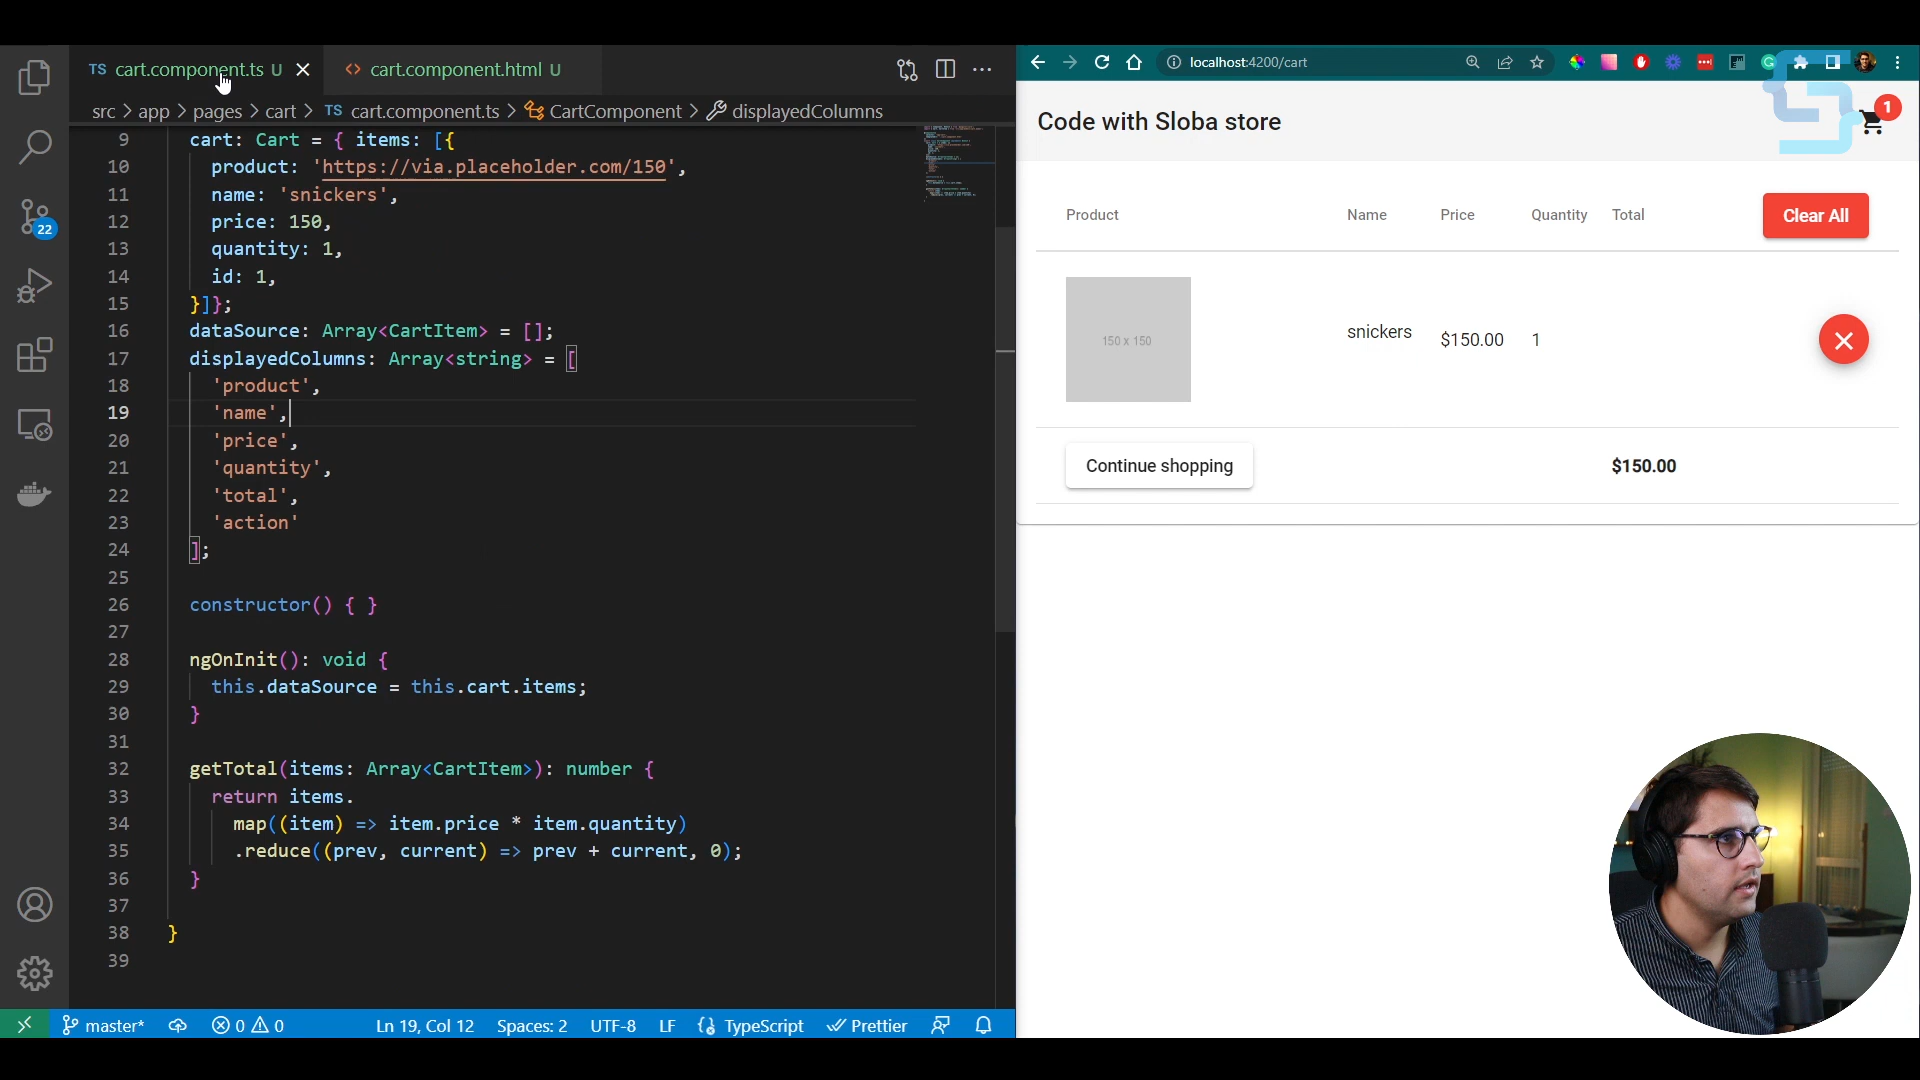 TS cart.component.ts U
<> cart.component.html U
src > app > pages > cart > TS cart.component.ts > CartComponent > displayedColumns
9 cart: Cart = { items: [{
10 product: 'https://via.placeholder.com/150',
11 name: 'snickers',
12 price: 150,
13 quantity: 1,
14 id: 1,
15 }]};
16 dataSource: Array<CartItem> = [];
17 displayedColumns: Array<string> = [
18 'product',
19 'name',
20 'price',
21 'quantity',
22 'total',
23 'action'
24 ];
25
26 constructor() { }
27
28 ngOnInit(): void {
29 this.dataSource = this.cart.items;
30 }
31
32 getTotal(items: Array<CartItem>): number {
33 return items.
34 map((item) => item.price * item.quantity)
35 .reduce((prev, current) => prev + current, 0);
36 }
37
38 }
39
22
master* 0 0 Ln 19, Col 12 Spaces: 2 UTF-8 LF {} TypeScript Prettier
localhost:4200/cart
Code with Sloba store
1
Product Name Price Quantity Total Clear All
150 x 150 snickers $150.00 1
Continue shopping $150.00